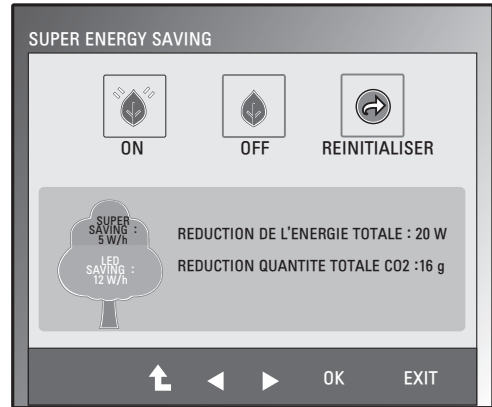 SUPER ENERGY SAVING
ON OFF REINITIALISER
SUPER
SAVING :
5 W/h
LED
SAVING :
12 W/h
REDUCTION DE L'ENERGIE TOTALE : 20 W
REDUCTION QUANTITE TOTALE CO2 :16 g
OK EXIT